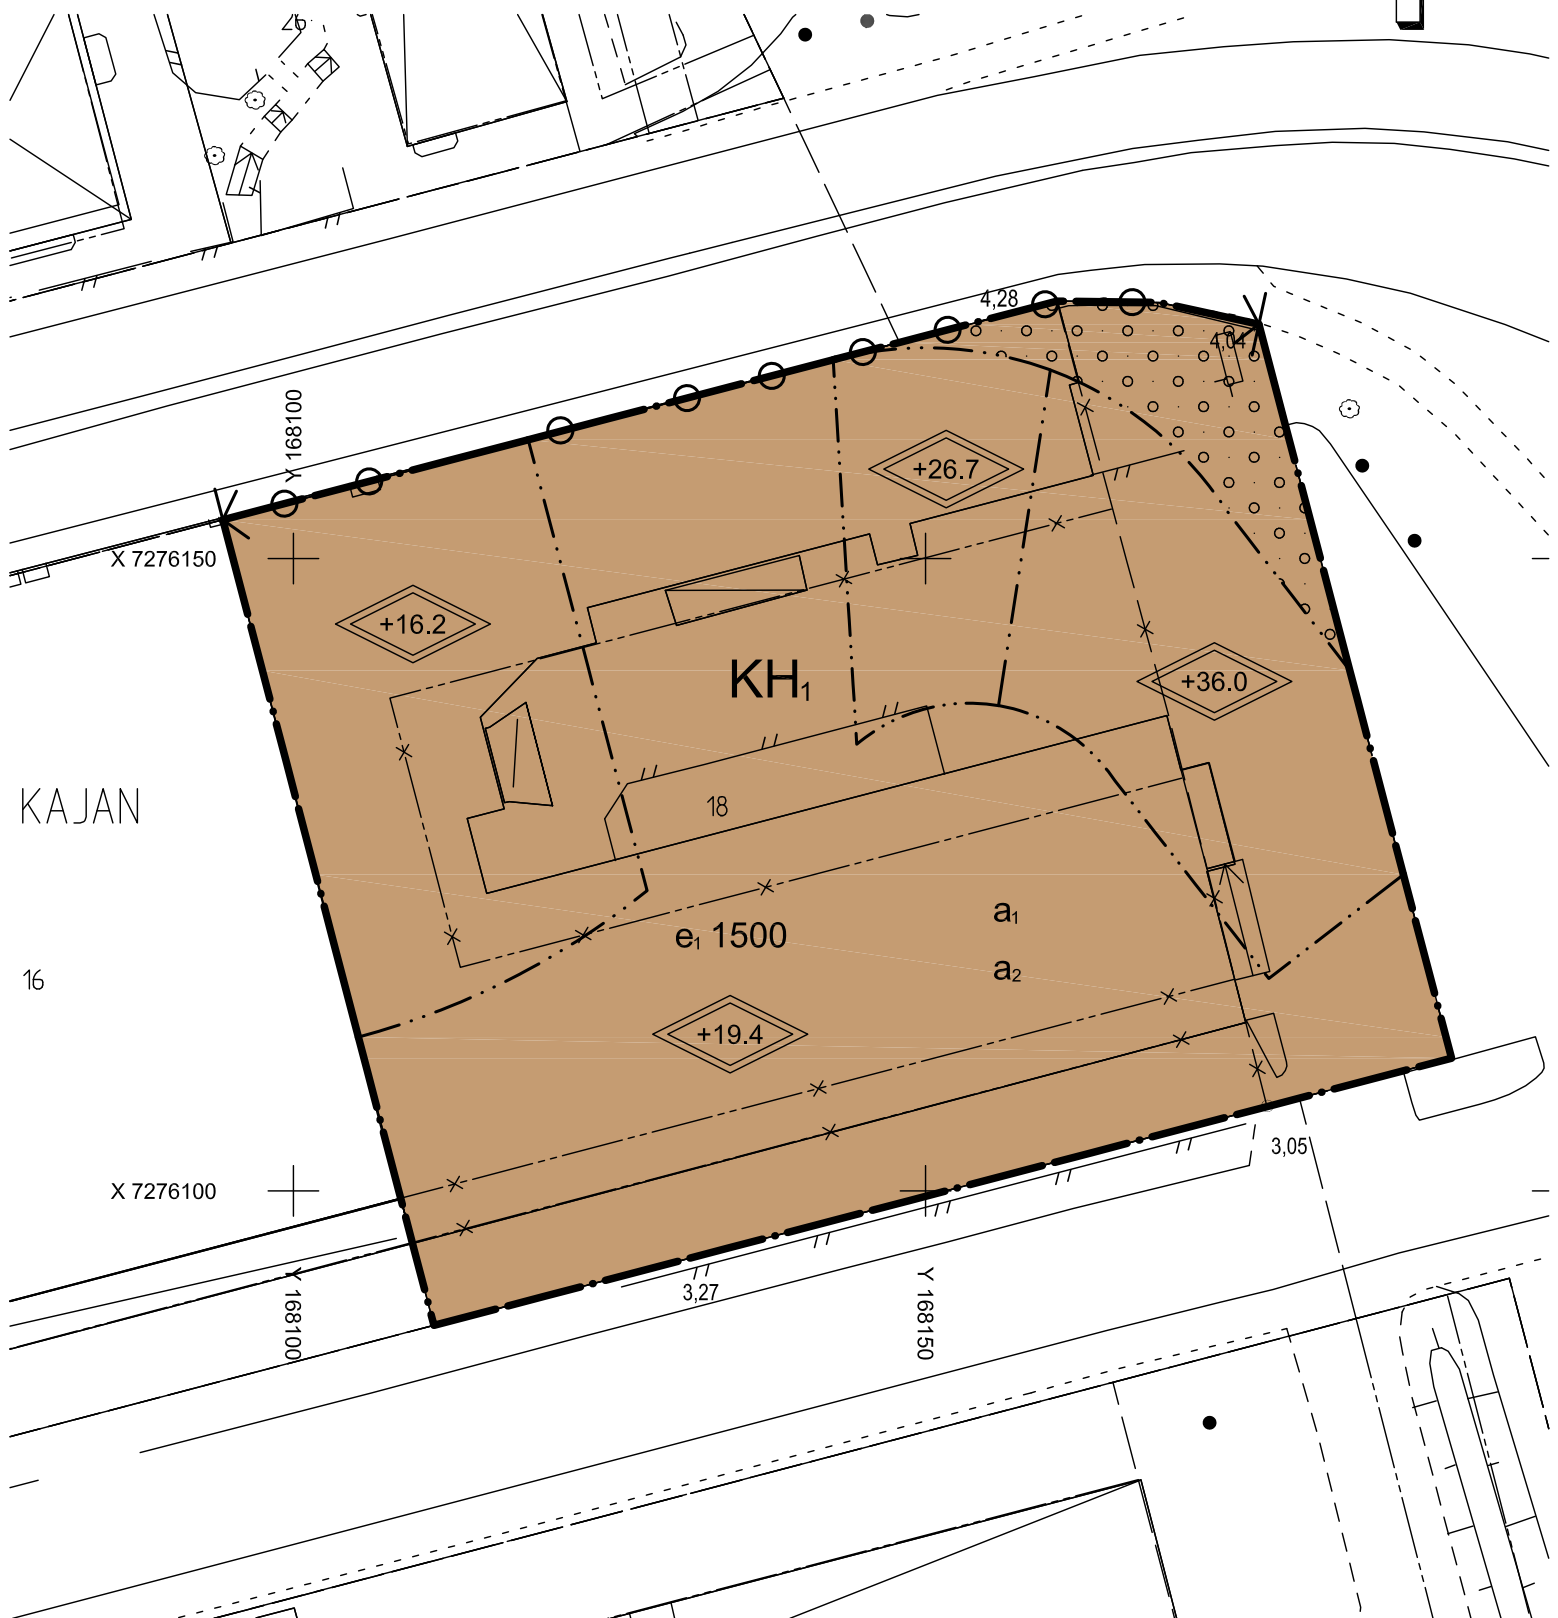 26
4,28
4,04
Y 168100
+26.7
X 7276150
+16.2
KH1
+36.0
KAJAN
18
a1
e1 1500
a2
16
+19.4
3,05
X 7276100
3,27
Y 168100
Y 168150